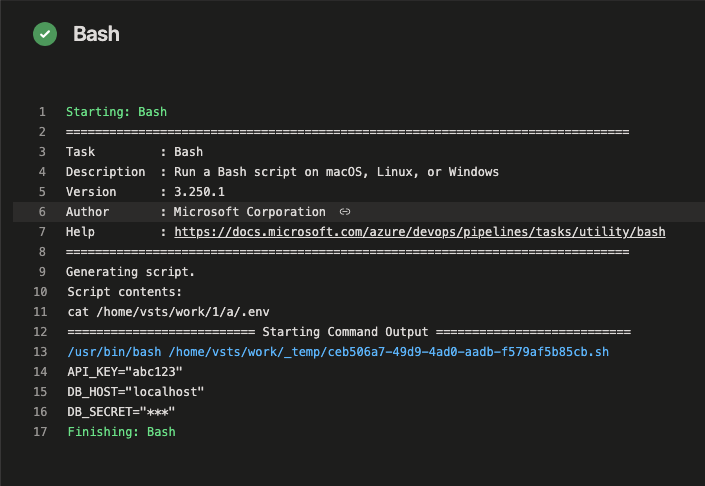 Bash
1 Starting: Bash
2 ==============================================================================
3 Task         : Bash
4 Description  : Run a Bash script on macOS, Linux, or Windows
5 Version      : 3.250.1
6 Author       : Microsoft Corporation
7 Help         : https://docs.microsoft.com/azure/devops/pipelines/tasks/utility/bash
8 ==============================================================================
9 Generating script.
10 Script contents:
11 cat /home/vsts/work/1/a/.env
12 ========================== Starting Command Output ===========================
13 /usr/bin/bash /home/vsts/work/_temp/ceb506a7-49d9-4ad0-aadb-f579af5b85cb.sh
14 API_KEY="abc123"
15 DB_HOST="localhost"
16 DB_SECRET="***"
17 Finishing: Bash